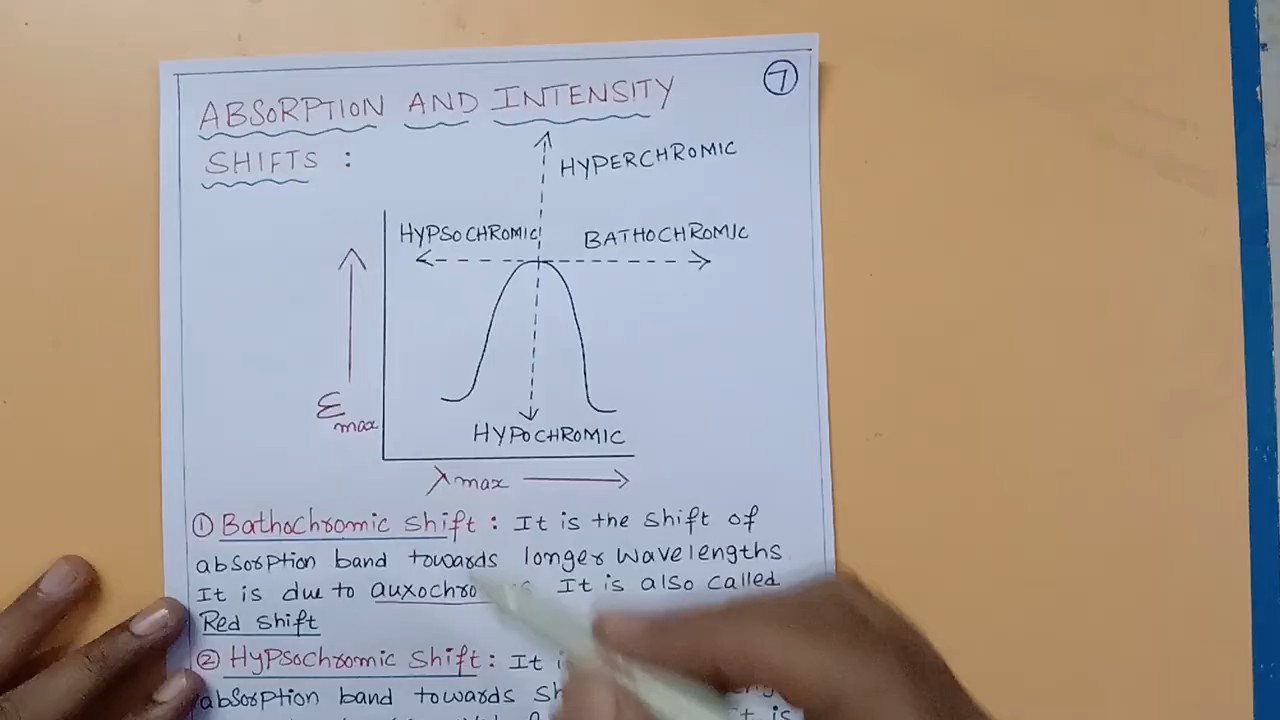 7
ABSORPTION AND INTENSITY
SHIFTS :
HYPERCHROMIC
HYPSOCHROMIC
BATHOCHROMIC
Ɛmax
HYPOCHROMIC
λmax
① Bathochromic shift : It is the shift of
absorption band towards longer wavelengths.
It is due to It is also called
Red shift
② Hypsochromic shift : It
absorption band towards